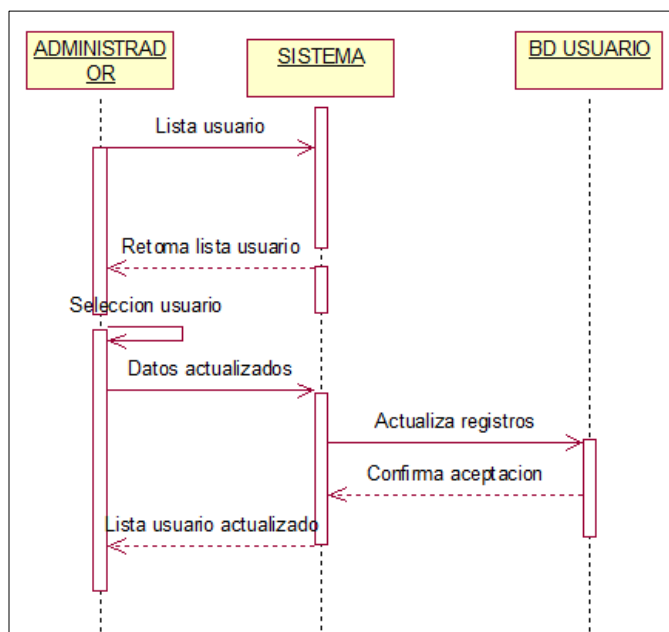 ADMINISTRAD
OR
SISTEMA
BD USUARIO
Lista usuario
Retorna lista usuario
Seleccion usuario
Datos actualizados
Actualiza registros
Confirma aceptacion
Lista usuario actualizado